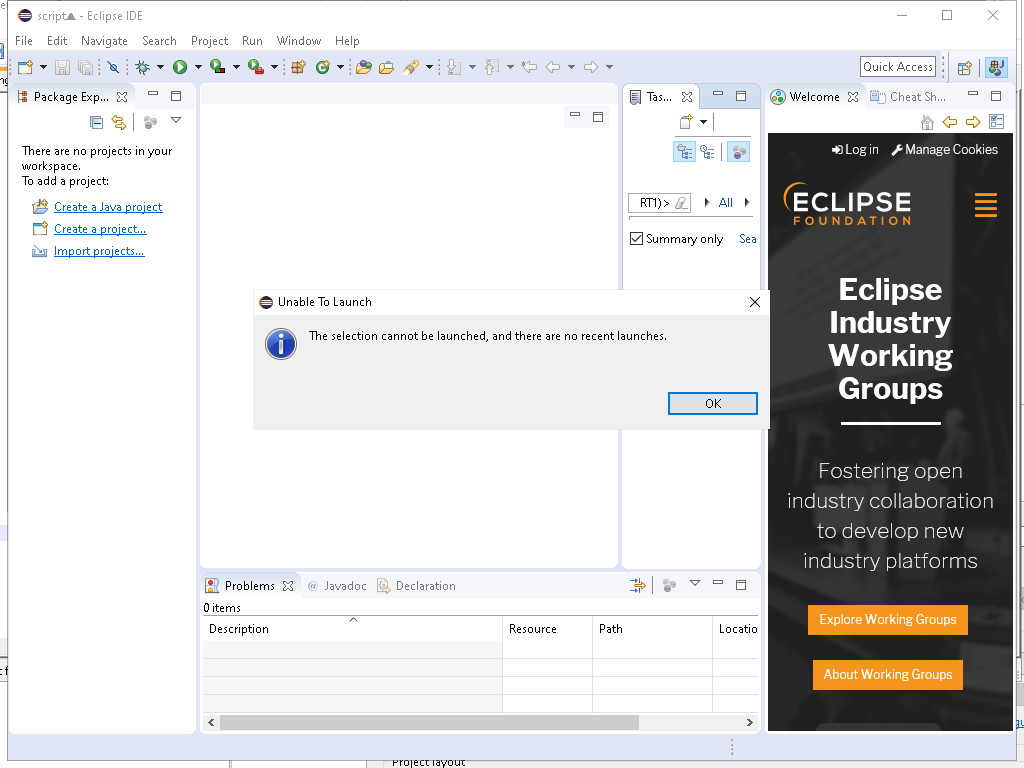 script - Eclipse IDE
File Edit Navigate Search Project Run Window Help
Quick Access
Package Exp...
There are no projects in your
workspace.
To add a project:
Create a Java project
Create a project...
Import projects...
Tas...
RT1)> All
Summary only Sea
Welcome Cheat Sh...
Log in Manage Cookies
ECLIPSE
FOUNDATION
Eclipse
Industry
Working
Groups
Fostering open
industry collaboration
to develop new
industry platforms
Explore Working Groups
About Working Groups
Unable To Launch
The selection cannot be launched, and there are no recent launches.
OK
Problems @ Javadoc Declaration
0 items
Description Resource Path Locatio
Project layout